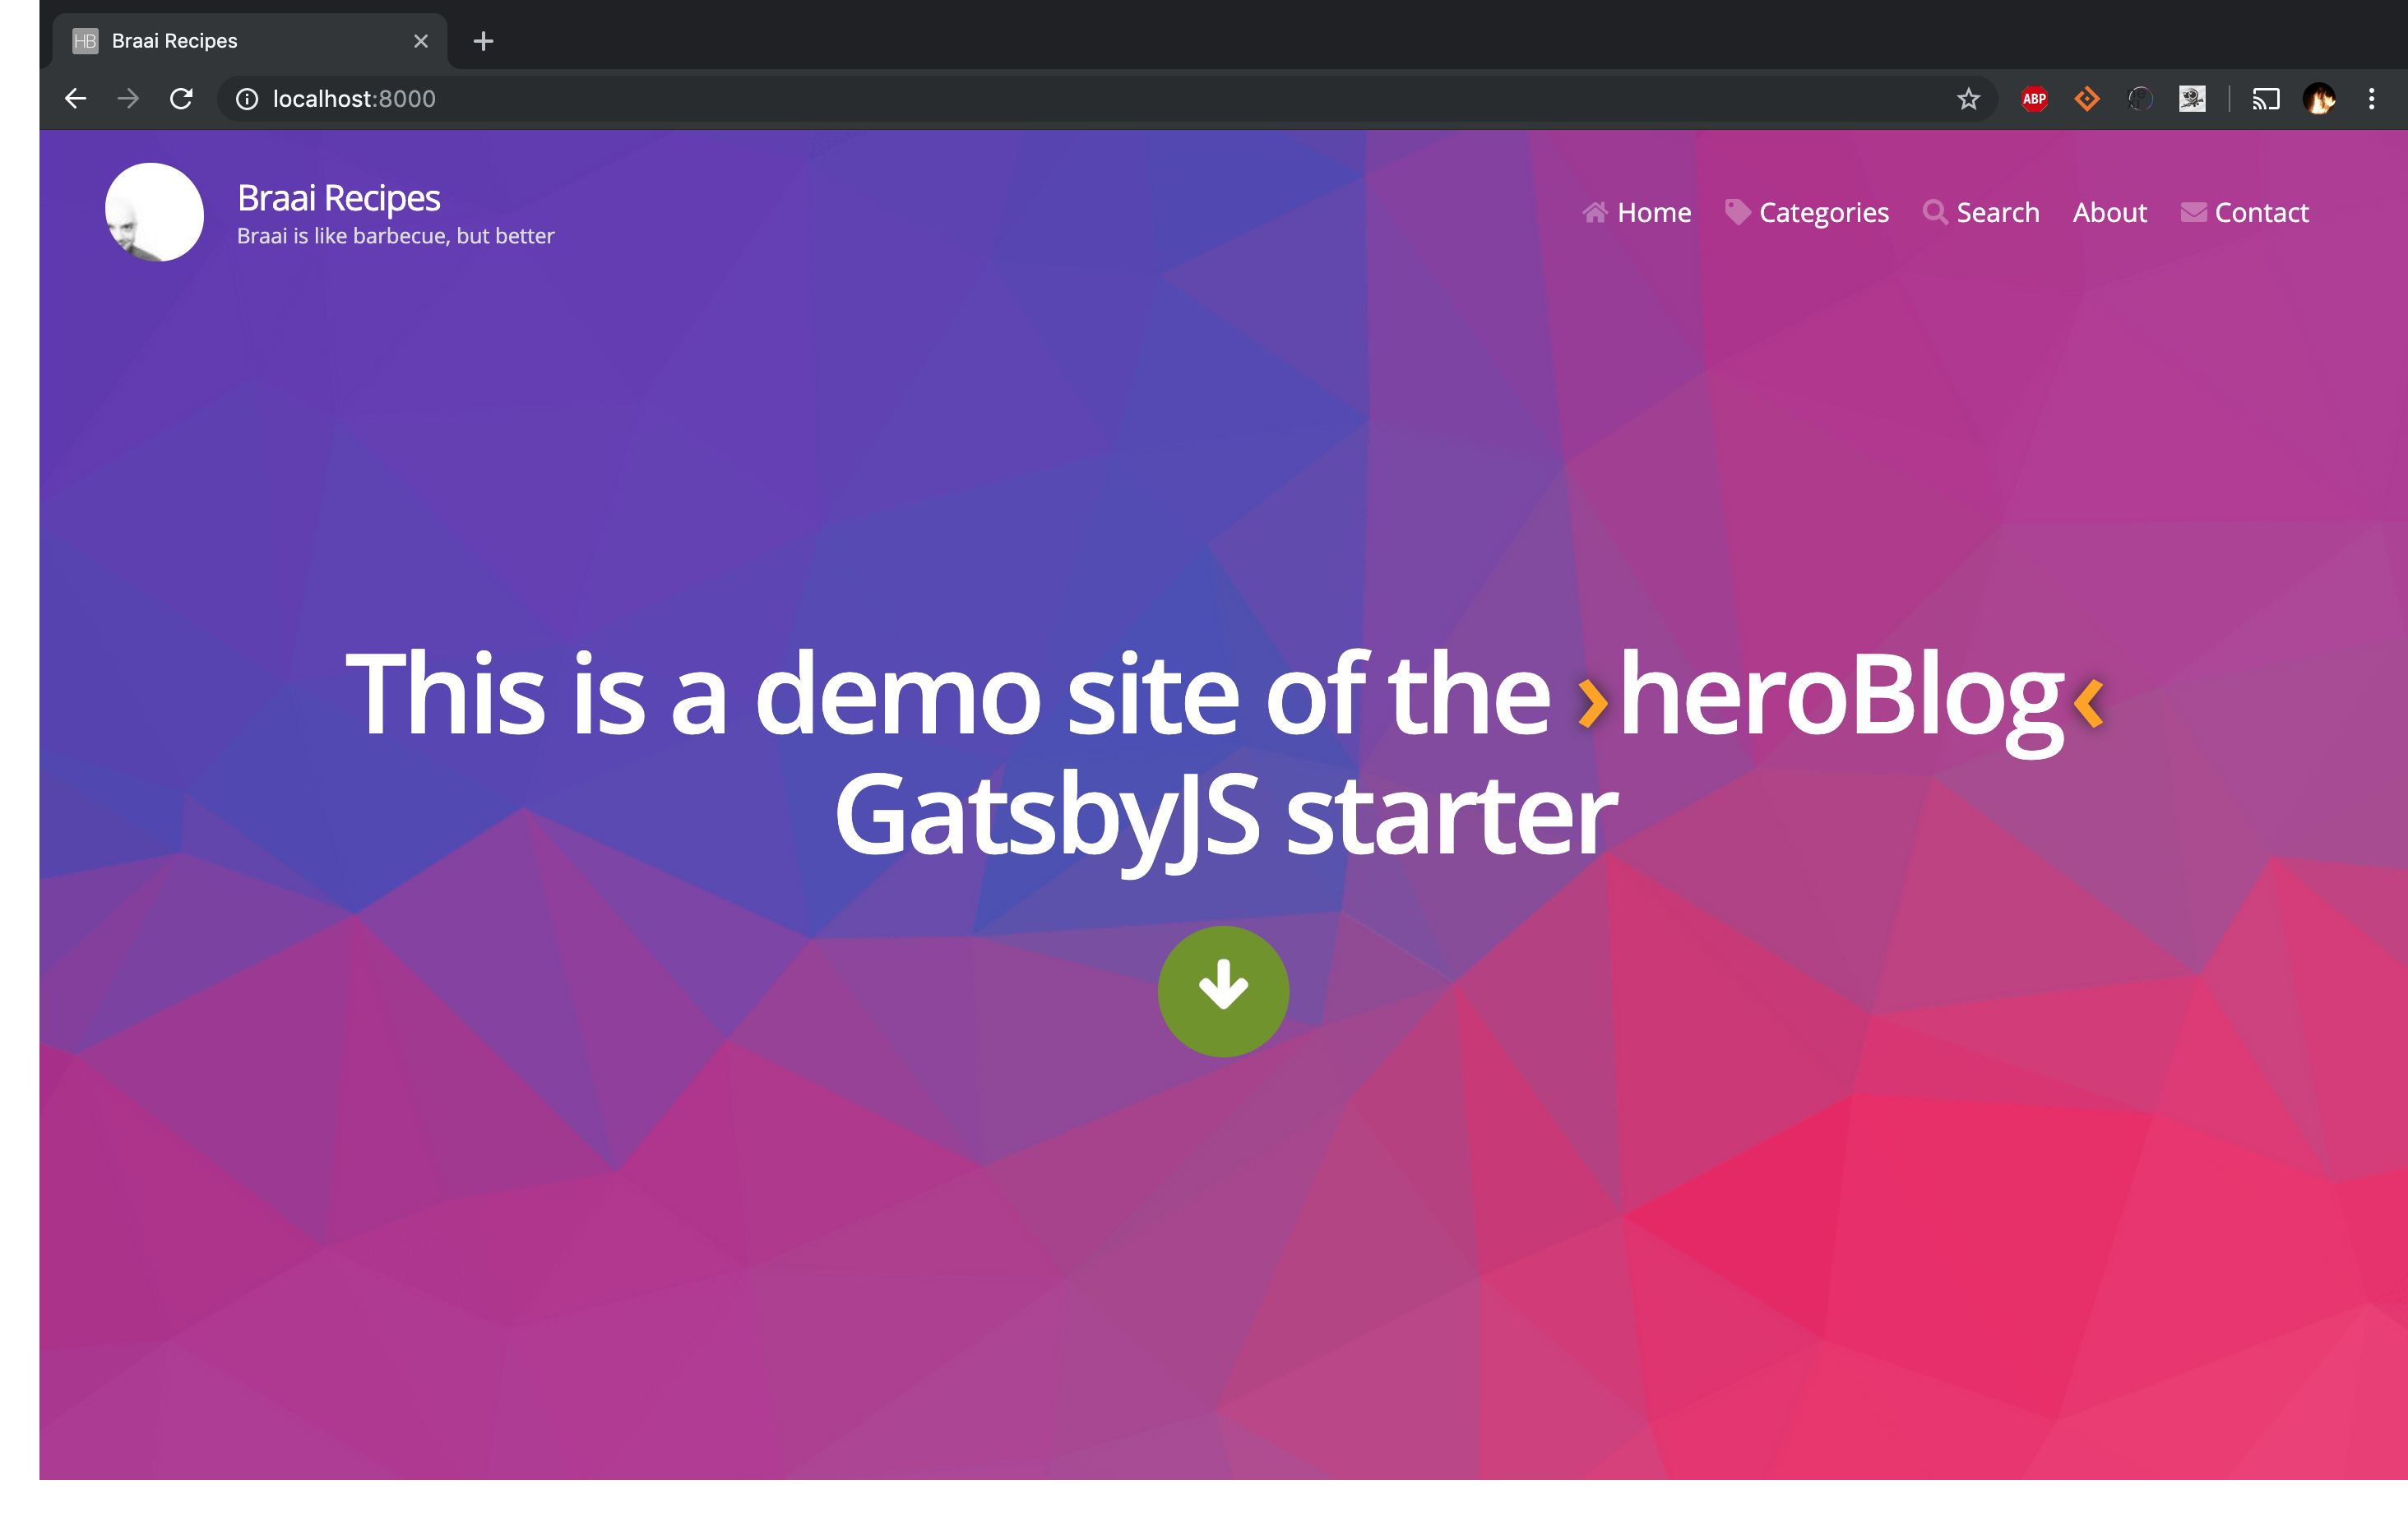 HB Braai Recipes
localhost:8000
ABP
Braai Recipes
Braai is like barbecue, but better
Home Categories Search About Contact
This is a demo site of the ›heroBlog‹
GatsbyJS starter